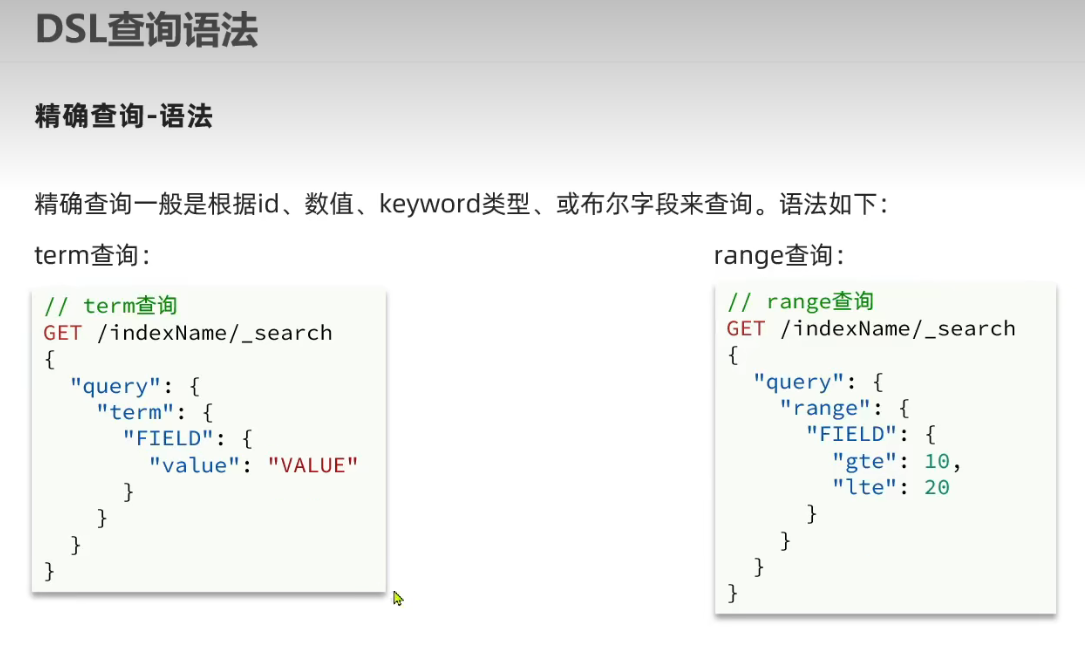 DSL查询语法
精确查询-语法
精确查询一般是根据id、数值、keyword类型、或布尔字段来查询。语法如下：
term查询：
// term查询
GET /indexName/_search
{
  "query": {
    "term": {
      "FIELD": {
        "value": "VALUE"
      }
    }
  }
}
range查询：
// range查询
GET /indexName/_search
{
  "query": {
    "range": {
      "FIELD": {
        "gte": 10,
        "lte": 20
      }
    }
  }
}